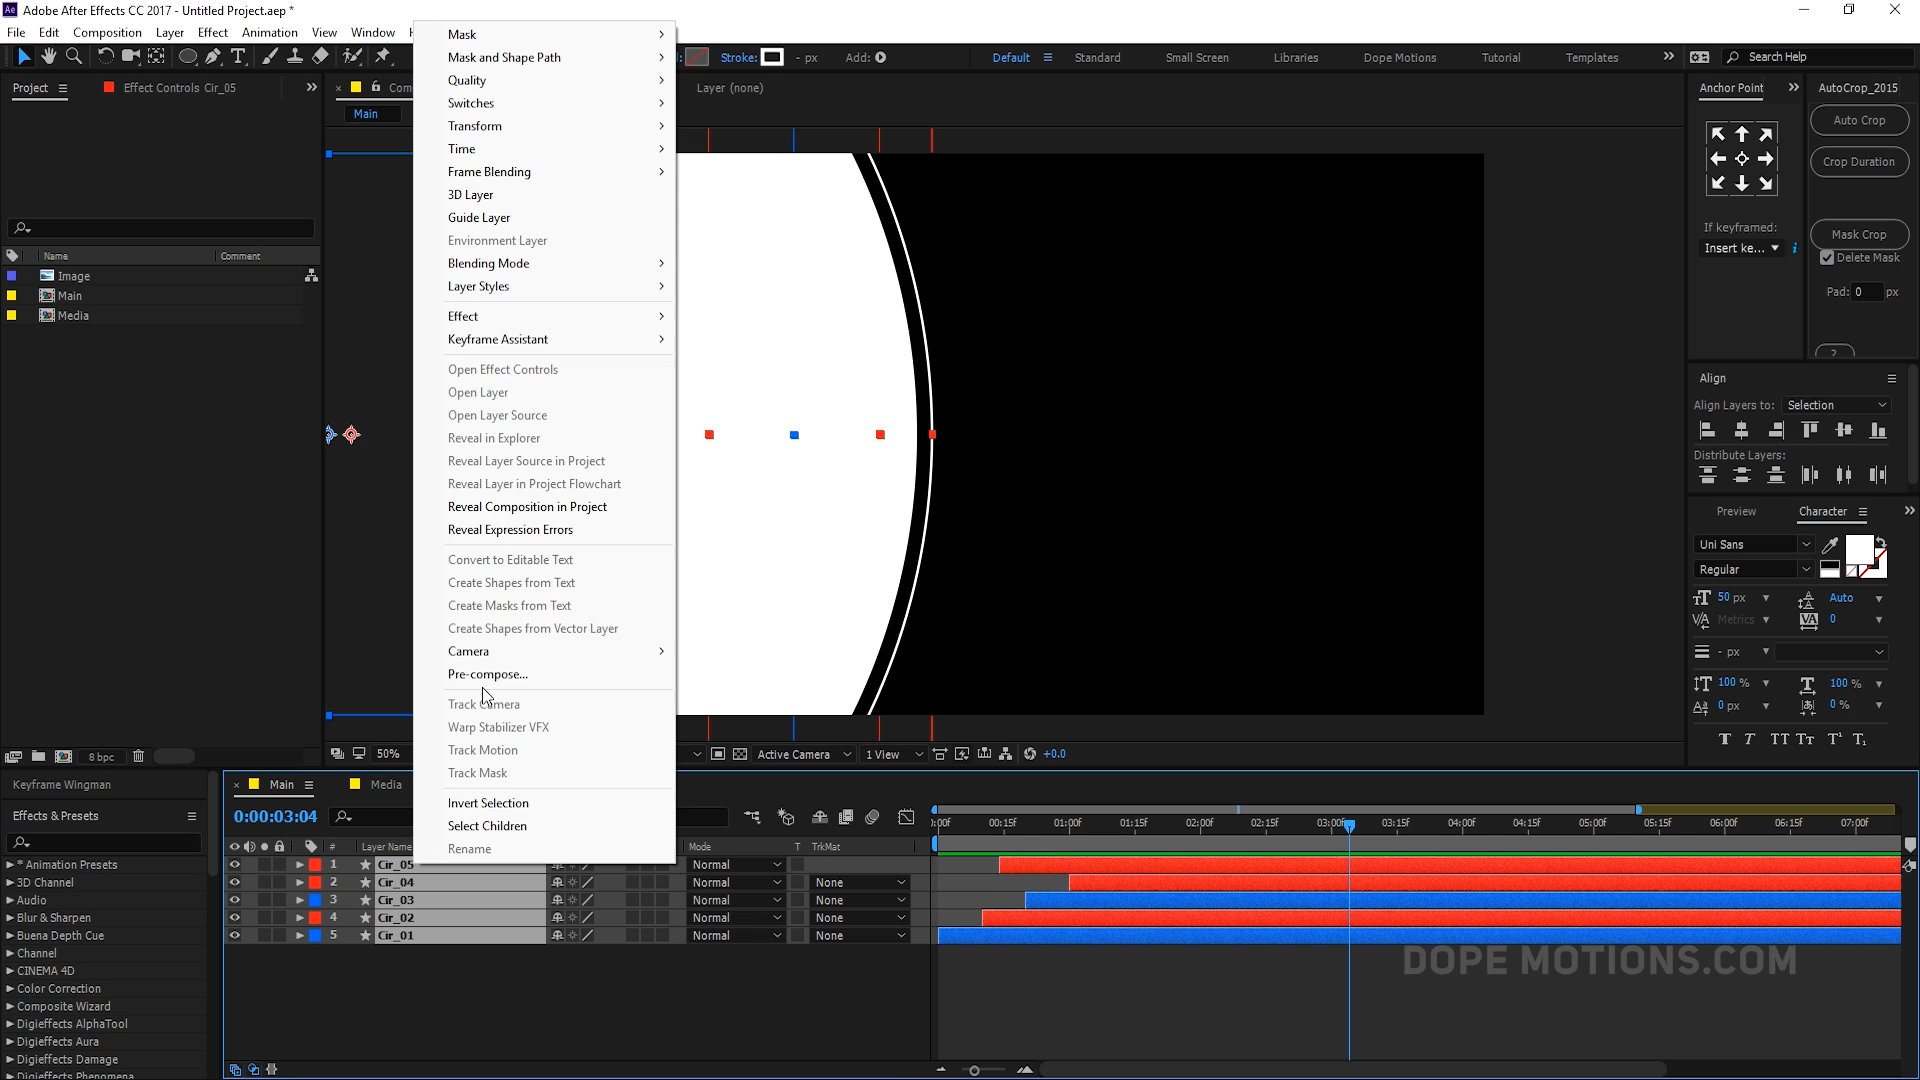 Adobe After Effects CC 2017 - Untitled Project.aep *
File Edit Composition Layer Effect Animation View Window
Stroke: - px Add:
Default Standard Small Screen Libraries Dope Motions Tutorial Templates Search Help
Project Effect Controls Cir_05
Layer (none)
Main
Name Comment
Image
Main
Media
Mask
Mask and Shape Path
Quality
Switches
Transform
Time
Frame Blending
3D Layer
Guide Layer
Environment Layer
Blending Mode
Layer Styles
Effect
Keyframe Assistant
Open Effect Controls
Open Layer
Open Layer Source
Reveal in Explorer
Reveal Layer Source in Project
Reveal Layer in Project Flowchart
Reveal Composition in Project
Reveal Expression Errors
Convert to Editable Text
Create Shapes from Text
Create Masks from Text
Create Shapes from Vector Layer
Camera
Pre-compose...
Track Camera
Warp Stabilizer VFX
Track Motion
Track Mask
Invert Selection
Select Children
Rename
Anchor Point AutoCrop_2015
Auto Crop
Crop Duration
If keyframed:
Insert ke...
Mask Crop
Delete Mask
Pad: 0 px
?
Align
Align Layers to: Selection
Distribute Layers:
Preview Character
Uni Sans
Regular
50 px Auto
Metrics 0
- px
100 % 100 %
0 px 0 %
8 bpc
50% Active Camera 1 View +0.0
Keyframe Wingman
Effects & Presets
* Animation Presets
3D Channel
Audio
Blur & Sharpen
Buena Depth Cue
Channel
CINEMA 4D
Color Correction
Composite Wizard
Digieffects AlphaTool
Digieffects Aura
Digieffects Damage
Digieffects Phenomena
Main Media
0:00:03:04
# Layer Name Mode T TrkMat
1 Cir_05 Normal
2 Cir_04 Normal None
3 Cir_03 Normal None
4 Cir_02 Normal None
5 Cir_01 Normal None
00:15f 01:00f 01:15f 02:00f 02:15f 03:00f 03:15f 04:00f 04:15f 05:00f 05:15f 06:00f 06:15f 07:00f
DOPE MOTIONS.COM